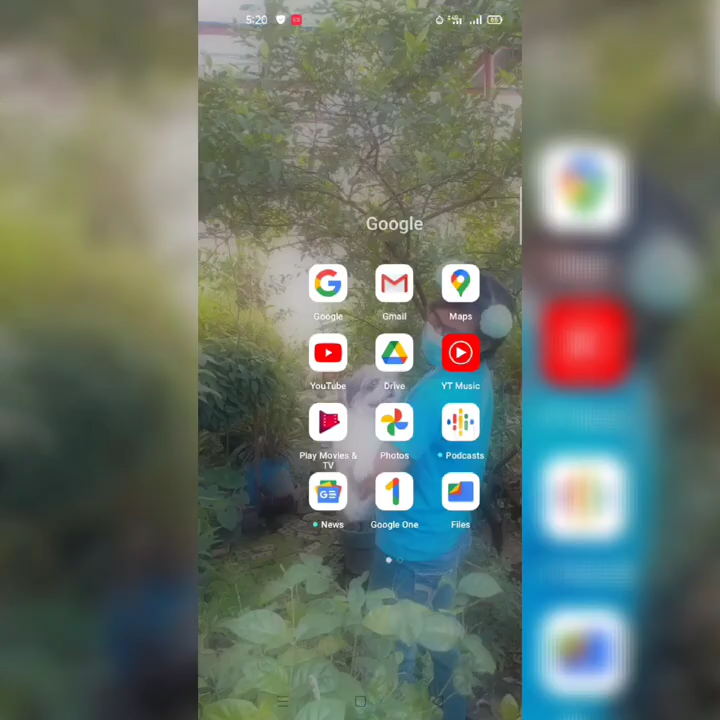 5:20
Google
Google Gmail Maps
YouTube Drive YT Music
Play Movies & TV Photos Podcasts
News Google One Files